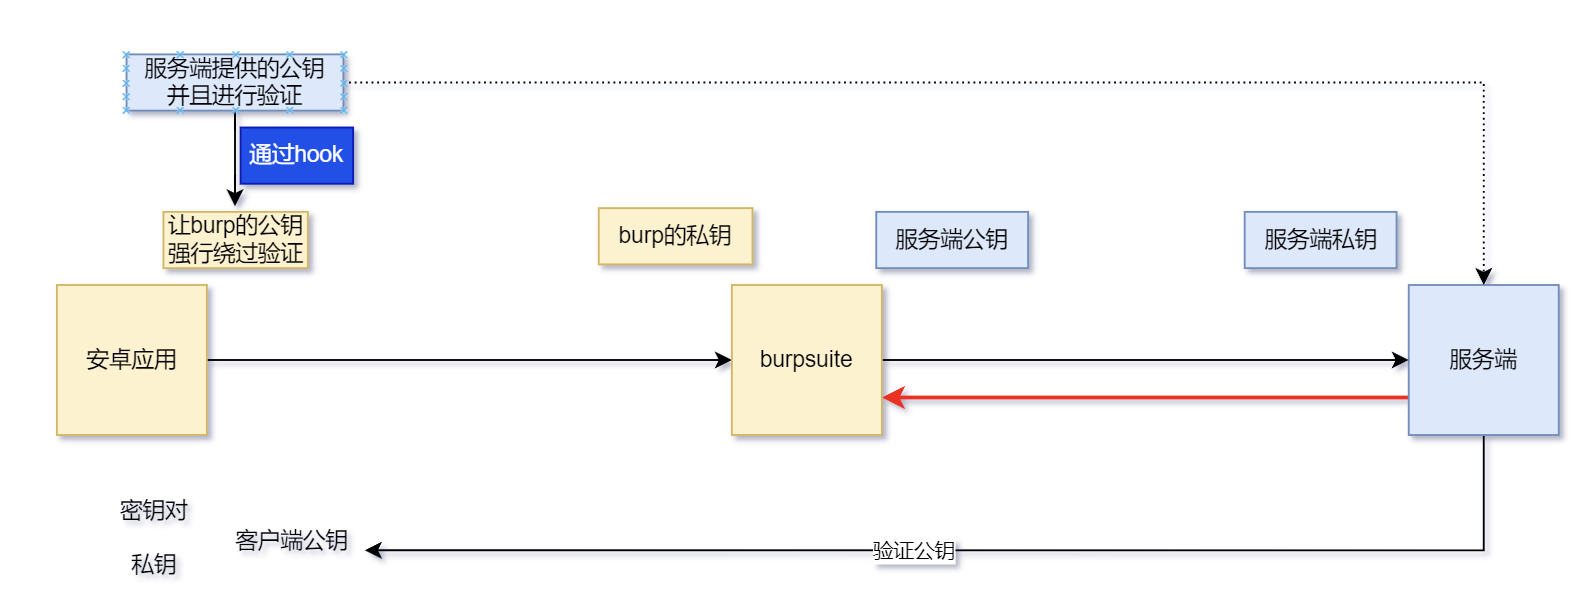 服务端提供的公钥
并且进行验证
通过hook
让burp的公钥
强行绕过验证
burp的私钥
服务端公钥
服务端私钥
安卓应用
burpsuite
服务端
密钥对
客户端公钥
验证公钥
私钥